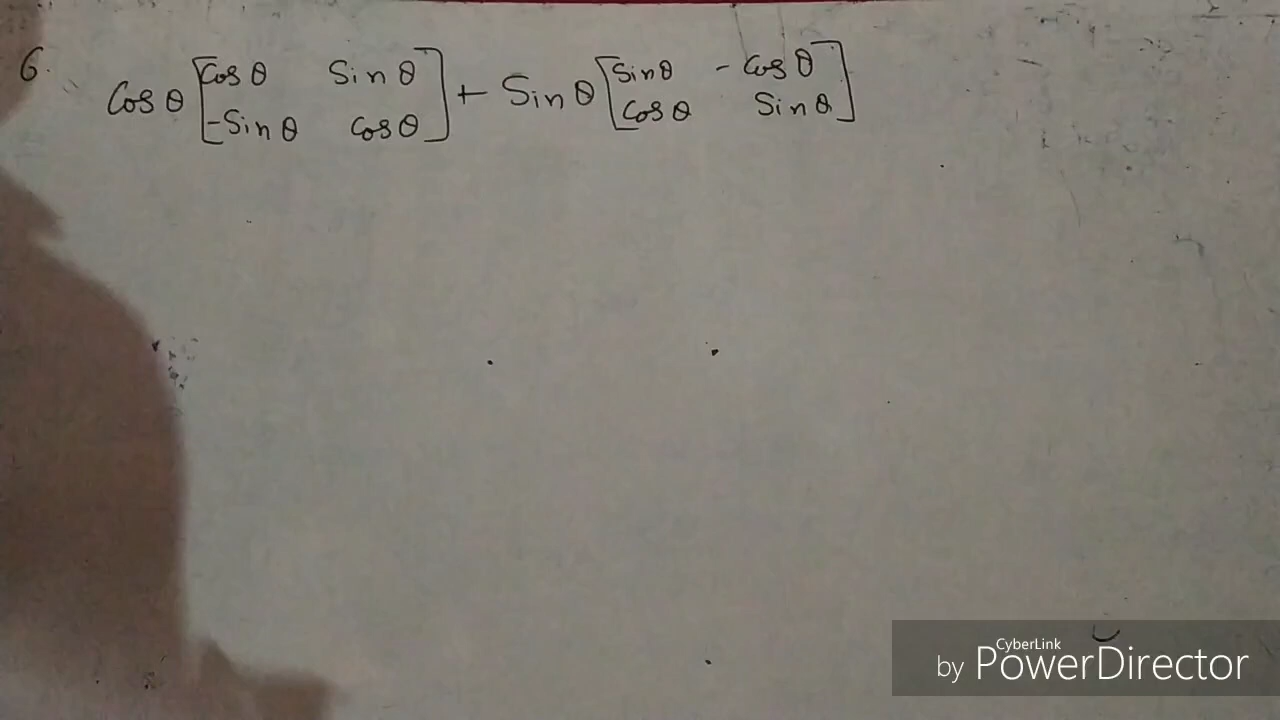 6. Cos θ [Cos θ Sin θ] + Sin θ [Sin θ - Cos θ]
[-Sin θ Cos θ] [Cos θ Sin θ]
CyberLink
by PowerDirector